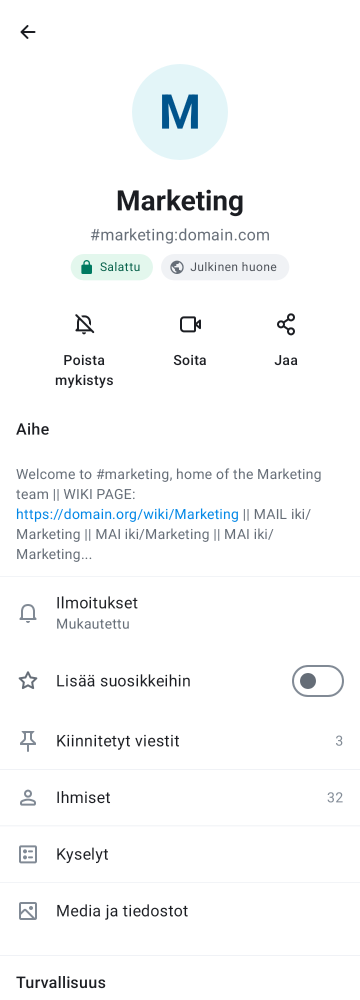 M
Marketing
#marketing:domain.com
Salattu
Julkinen huone
Poista
mykistys
Soita
Jaa
Aihe
Welcome to #marketing, home of the Marketing
team || WIKI PAGE:
https://domain.org/wiki/Marketing || MAIL iki/
Marketing || MAI iki/Marketing || MAI iki/
Marketing...
Ilmoitukset
Mukautettu
Lisää suosikkeihin
Kiinnitetyt viestit 3
Ihmiset 32
Kyselyt
Media ja tiedostot
Turvallisuus